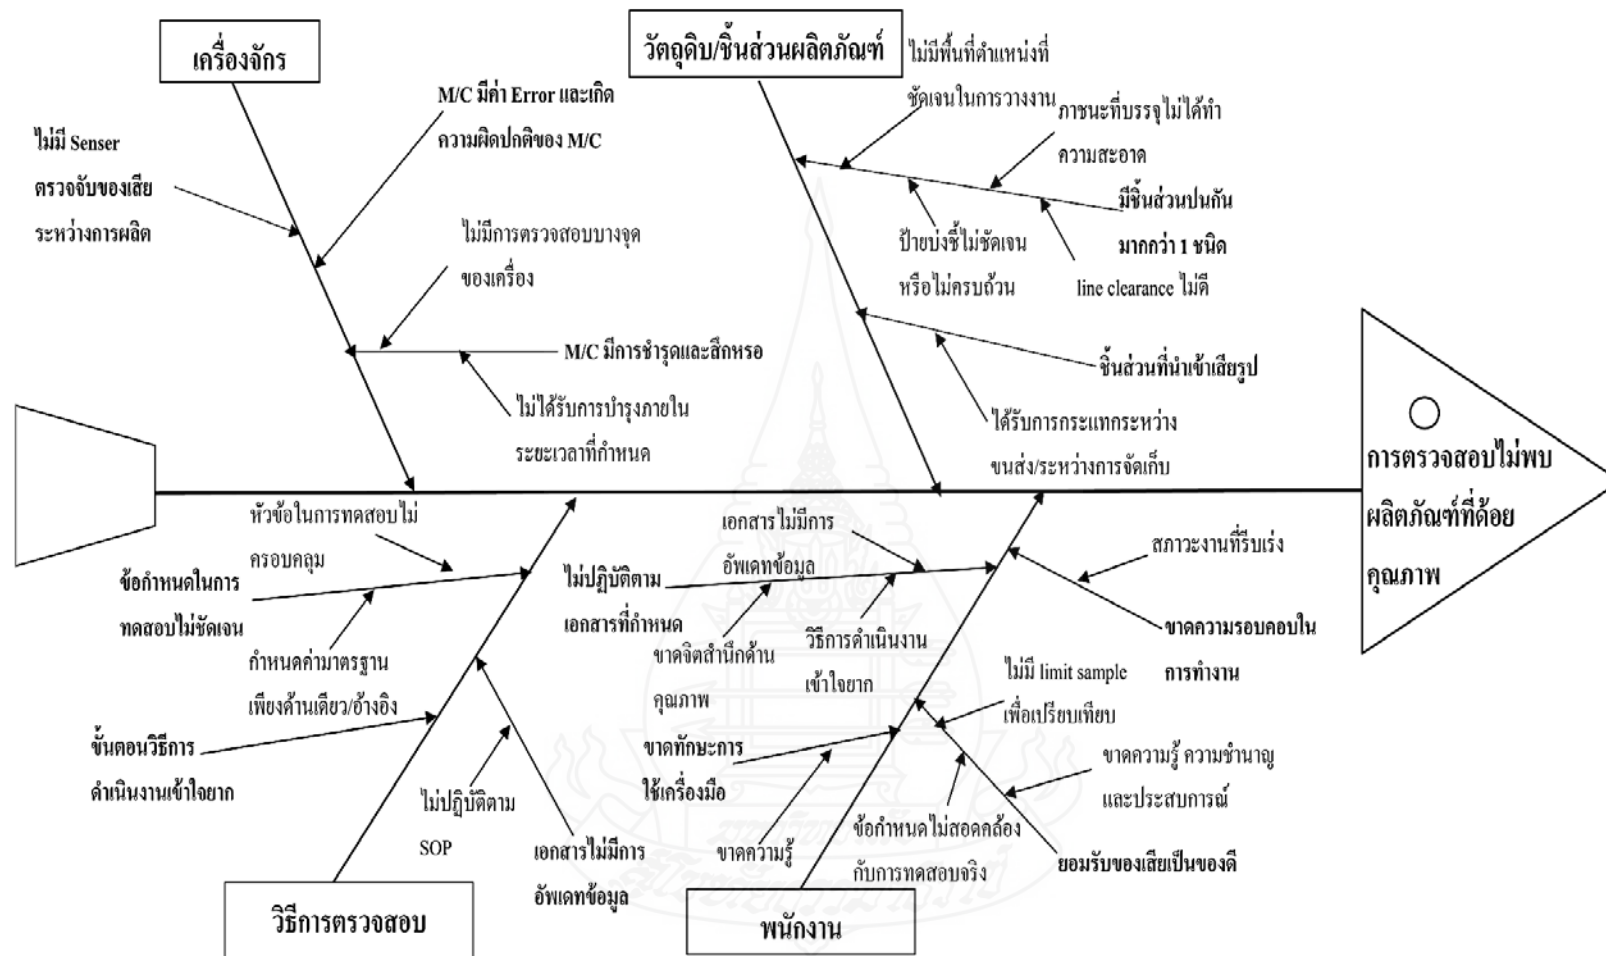 เครื่องจักร
วัตถุดิบ/ชิ้นส่วนผลิตภัณฑ์
ไม่มี Senser
ตรวจจับของเสีย
ระหว่างการผลิต
M/C มีค่า Error และเกิด
ความผิดปกติของ M/C
ไม่มีการตรวจสอบบางจุด
ของเครื่อง
M/C มีการชำรุดและสึกหรอ
ไม่ได้รับการบำรุงภายใน
ระยะเวลาที่กำหนด
ไม่มีพื้นที่ตำแหน่งที่
ชัดเจนในการวางงาน
ภาชนะที่บรรจุไม่ได้ทำ
ความสะอาด
มีชิ้นส่วนปนกัน
มากกว่า 1 ชนิด
ป้ายบ่งชี้ไม่ชัดเจน
หรือไม่ครบถ้วน
line clearance ไม่ดี
ชิ้นส่วนที่นำเข้าเสียรูป
ได้รับการกระแทกระหว่าง
ขนส่ง/ระหว่างการจัดเก็บ
การตรวจสอบไม่พบ
ผลิตภัณฑ์ที่ด้อย
คุณภาพ
หัวข้อในการทดสอบไม่
ครอบคลุม
ข้อกำหนดในการ
ทดสอบไม่ชัดเจน
กำหนดค่ามาตรฐาน
เพียงด้านเดียว/อ้างอิง
ขั้นตอนวิธีการ
ดำเนินงานเข้าใจยาก
ไม่ปฏิบัติตาม
SOP
เอกสารไม่มีการ
อัพเดทข้อมูล
วิธีการตรวจสอบ
เอกสารไม่มีการ
อัพเดทข้อมูล
ไม่ปฏิบัติตาม
เอกสารที่กำหนด
ขาดจิตสำนึกด้าน
คุณภาพ
วิธีการดำเนินงาน
เข้าใจยาก
สภาวะงานที่รีบเร่ง
ขาดความรอบคอบใน
การทำงาน
ไม่มี limit sample
เพื่อเปรียบเทียบ
ขาดทักษะการ
ใช้เครื่องมือ
ขาดความรู้
ขาดความรู้ ความชำนาญ
และประสบการณ์
ข้อกำหนดไม่สอดคล้อง
กับการทดสอบจริง
ยอมรับของเสียเป็นของดี
พนักงาน